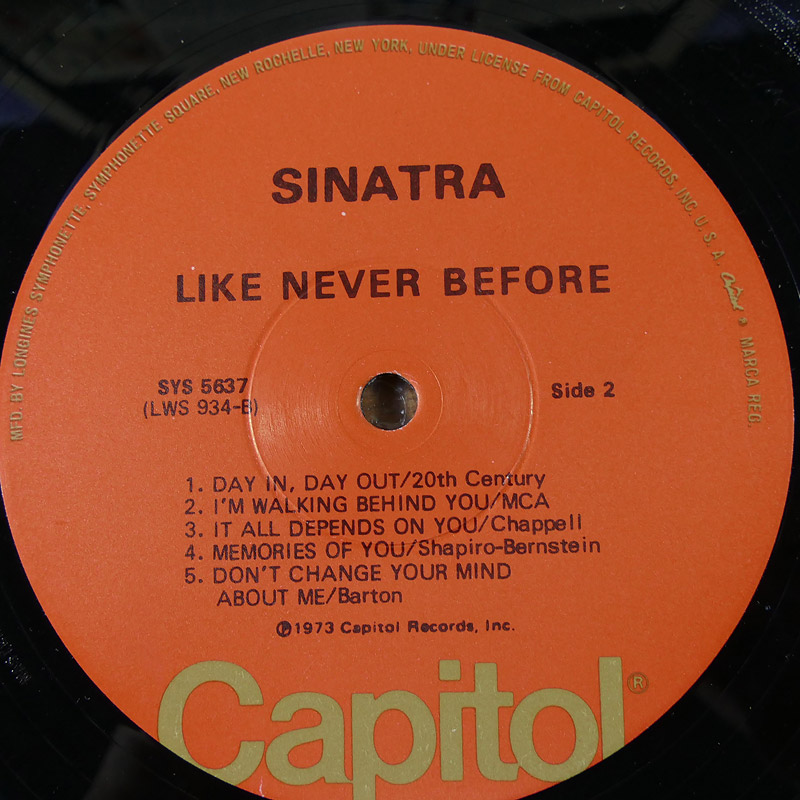 MFD. BY LONGINES SYMPHONETTE, SYMPHONETTE SQUARE, NEW ROCHELLE, NEW YORK, UNDER LICENSE FROM CAPITOL RECORDS, INC. U. S. A. Capitol ® MARCA REG.
SINATRA
LIKE NEVER BEFORE
SYS 5637
(LWS 934-B)
Side 2
1. DAY IN, DAY OUT/20th Century
2. I'M WALKING BEHIND YOU/MCA
3. IT ALL DEPENDS ON YOU/Chappell
4. MEMORIES OF YOU/Shapiro-Bernstein
5. DON'T CHANGE YOUR MIND
ABOUT ME/Barton
℗1973 Capitol Records, Inc.
Capitol®